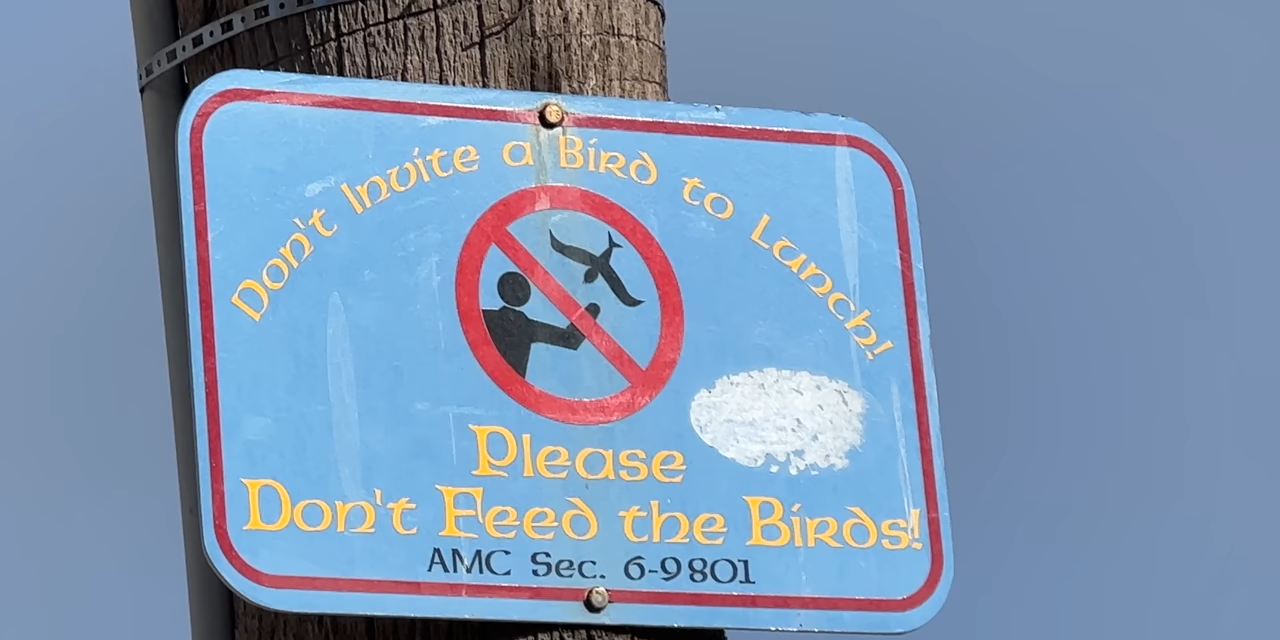 Don't Invite a Bird to Lunch!
Please
Don't Feed the Birds!
AMC Sec. 6-9801